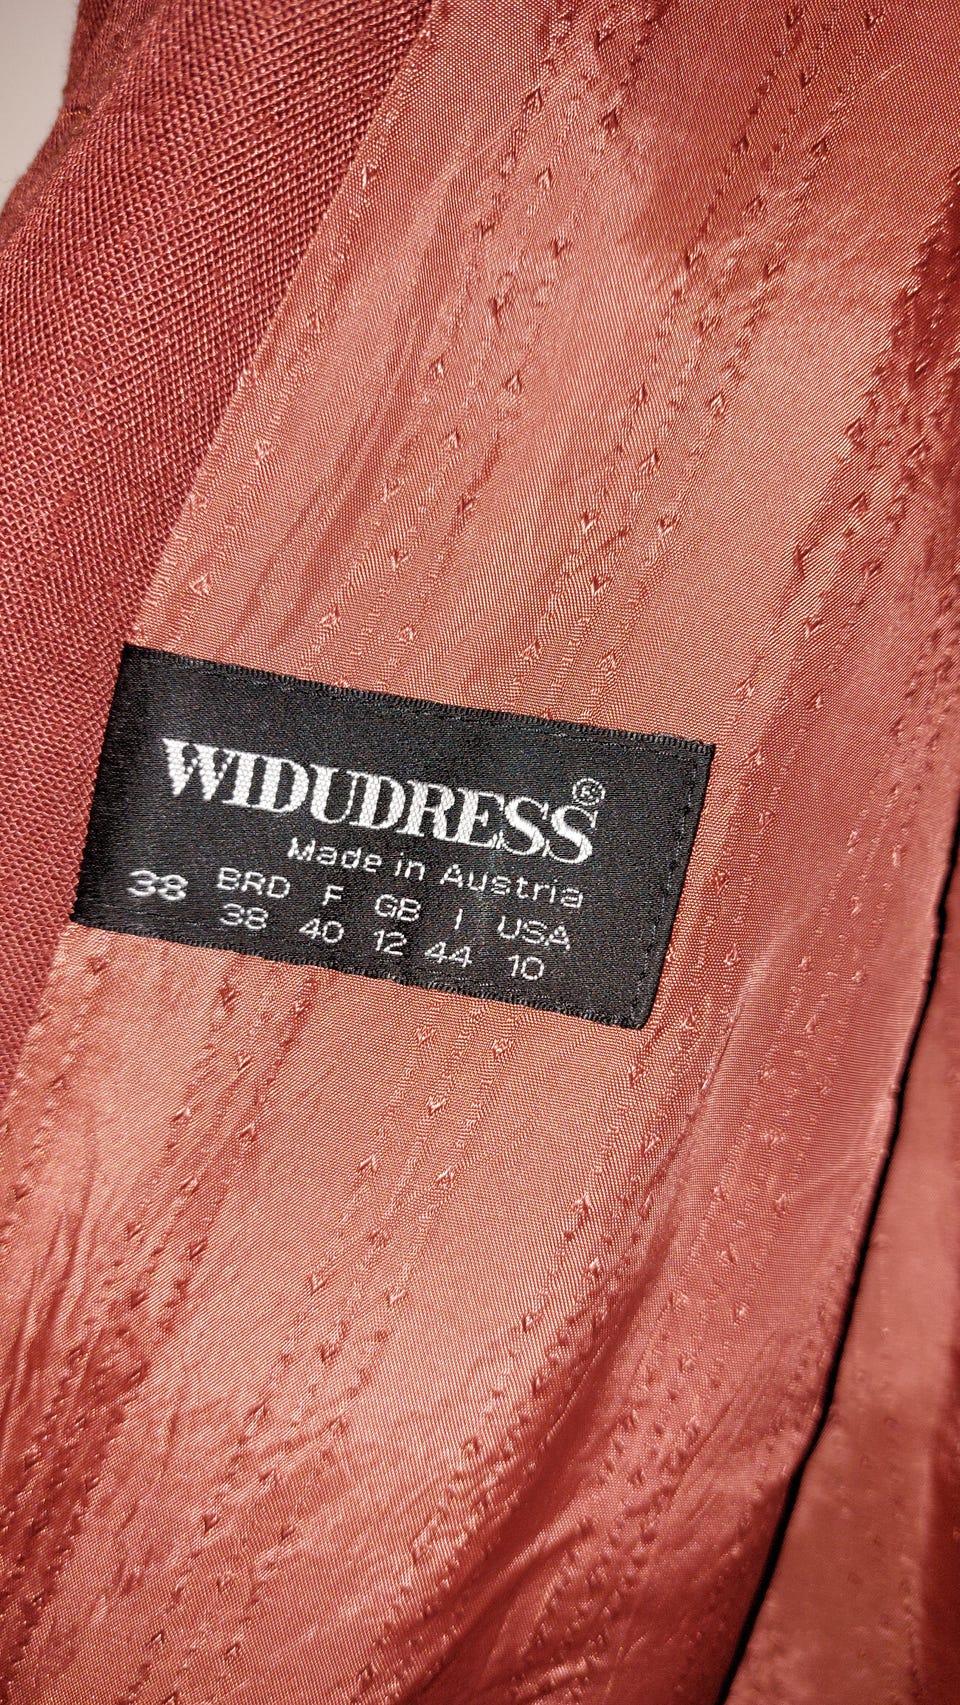 WIDUDRESS®
Made in Austria
38 BRD F GB I USA
38 40 12 44 10